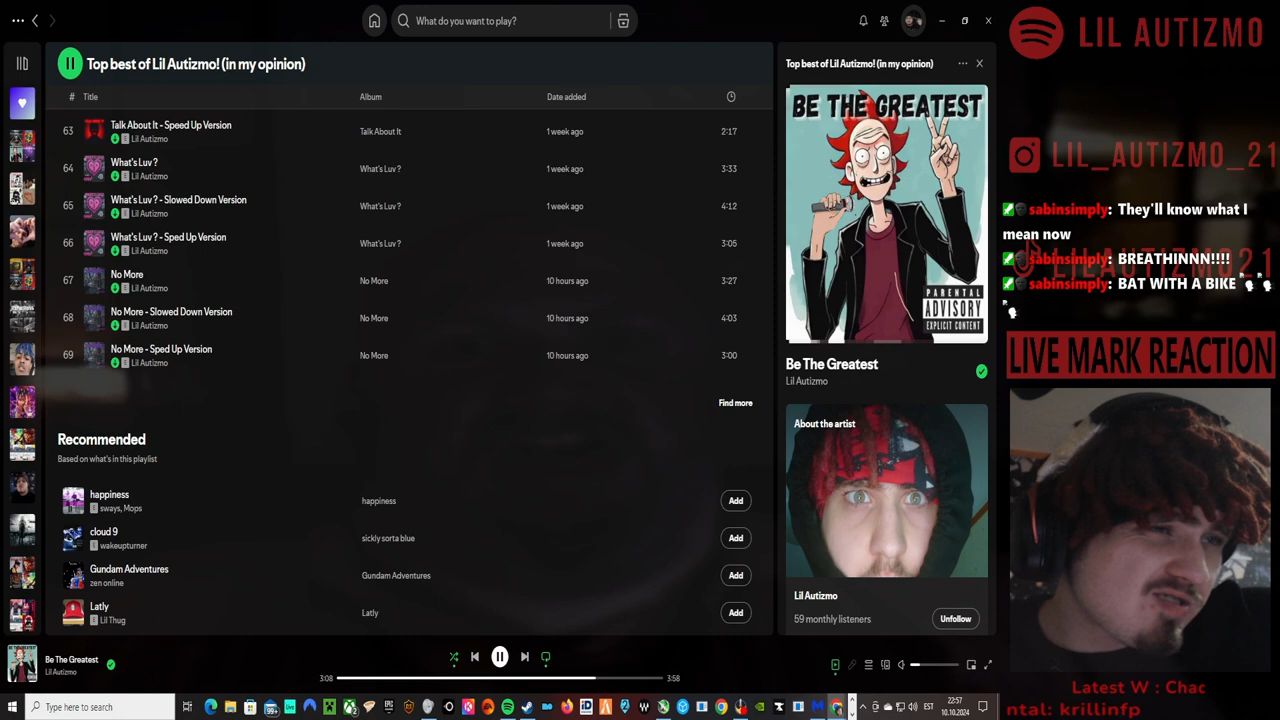 What do you want to play?
Top best of Lil Autizmo! (in my opinion)
# Title Album Date added
63 Talk About It - Speed Up Version Talk About It 1 week ago 2:17
E Lil Autizmo
64 What's Luv ? What's Luv ? 1 week ago 3:33
E Lil Autizmo
65 What's Luv ? - Slowed Down Version What's Luv ? 1 week ago 4:12
E Lil Autizmo
66 What's Luv ? - Sped Up Version What's Luv ? 1 week ago 3:05
E Lil Autizmo
67 No More No More 10 hours ago 3:27
E Lil Autizmo
68 No More - Slowed Down Version No More 10 hours ago 4:03
E Lil Autizmo
69 No More - Sped Up Version No More 10 hours ago 3:00
E Lil Autizmo
Find more
Recommended
Based on what's in this playlist
happiness happiness Add
E sways, Mops
cloud 9 sickly sorta blue Add
E wakeupturner
Gundam Adventures Gundam Adventures Add
zen online
Latly Latly Add
E Lil Thug
Top best of Lil Autizmo! (in my opinion)
BE THE GREATEST
PARENTAL
ADVISORY
EXPLICIT CONTENT
Be The Greatest
Lil Autizmo
About the artist
Lil Autizmo
59 monthly listeners Unfollow
LIL AUTIZMO
LIL_AUTIZMO_21
sabinsimply: They'll know what I
mean now
LILAUTIZMO21
sabinsimply: BREATHINNN!!!!
sabinsimply: BAT WITH A BIKE
LIVE MARK REACTION
Latest W : Chac
ntal: krillinfp
Be The Greatest
Lil Autizmo
3:08 3:58
Type here to search
99+
EST
22:57
10.10.2024